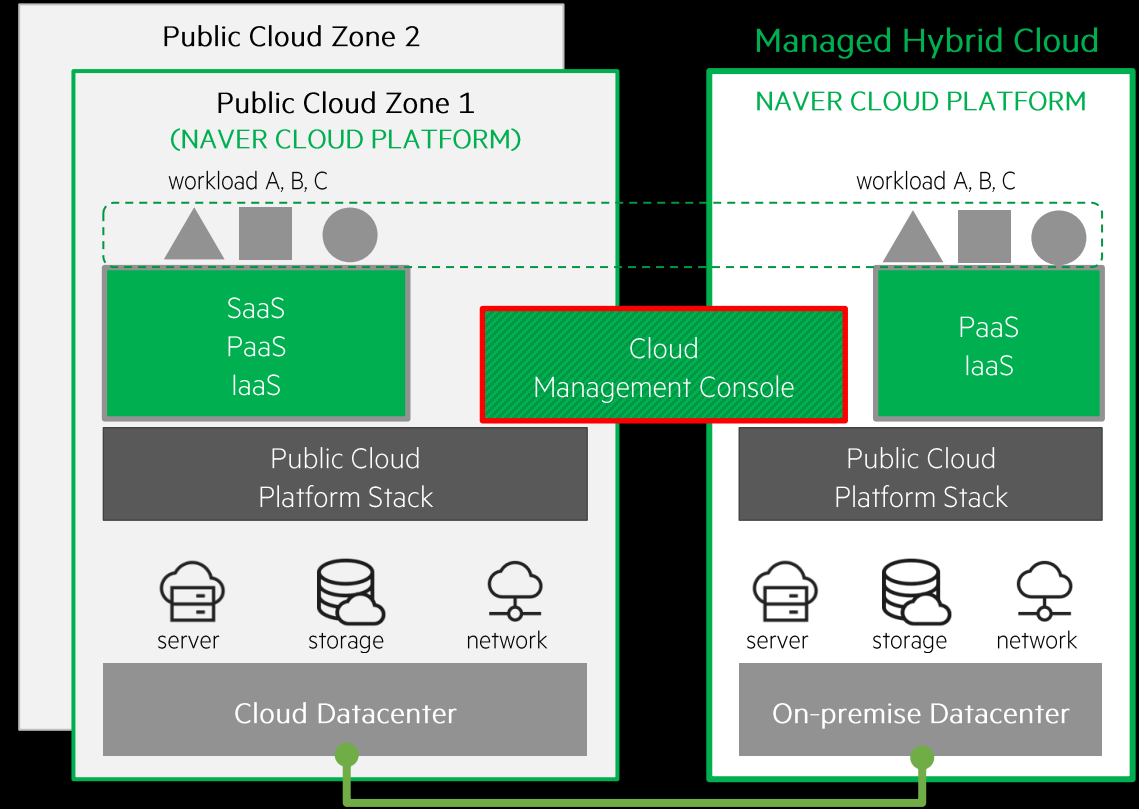 Public Cloud Zone 2
Public Cloud Zone 1
(NAVER CLOUD PLATFORM)
workload A, B, C
SaaS
PaaS
IaaS
Public Cloud
Platform Stack
server
storage
network
Cloud Datacenter
Cloud
Management Console
Managed Hybrid Cloud
NAVER CLOUD PLATFORM
workload A, B, C
PaaS
IaaS
Public Cloud
Platform Stack
server
storage
network
On-premise Datacenter